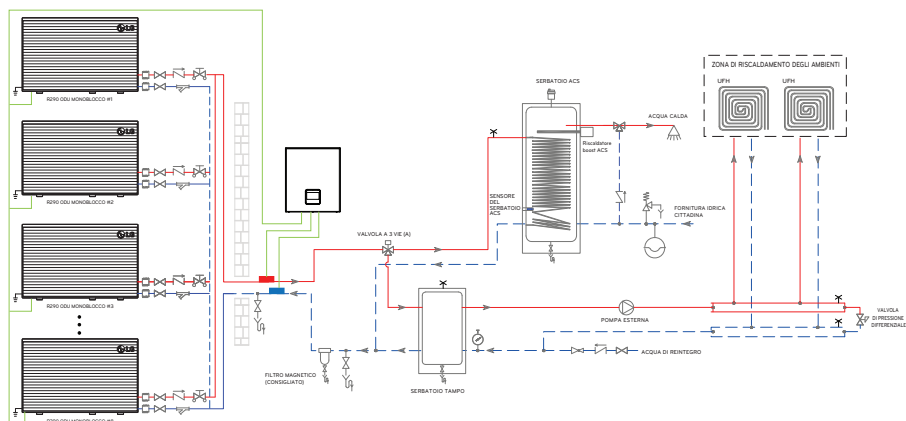 LG
R290 ODU MONOBLOCCO #1
LG
R290 ODU MONOBLOCCO #2
LG
R290 ODU MONOBLOCCO #3
LG
SERBATOIO ACS
ACQUA CALDA
Riscaldatore
boost ACS
SENSORE
DEL
SERBATOIO
ACS
FORNITURA IDRICA
CITTADINA
VALVOLA A 3 VIE (A)
ZONA DI RISCALDAMENTO DEGLI AMBIENTI
UFH
UFH
POMPA ESTERNA
VALVOLA
DI PRESSIONE
DIFFERENZIALE
ACQUA DI REINTEGRO
FILTRO MAGNETICO
(CONSIGLIATO)
SERBATOIO TAMPO
R290 ODU MONOBLOCCO